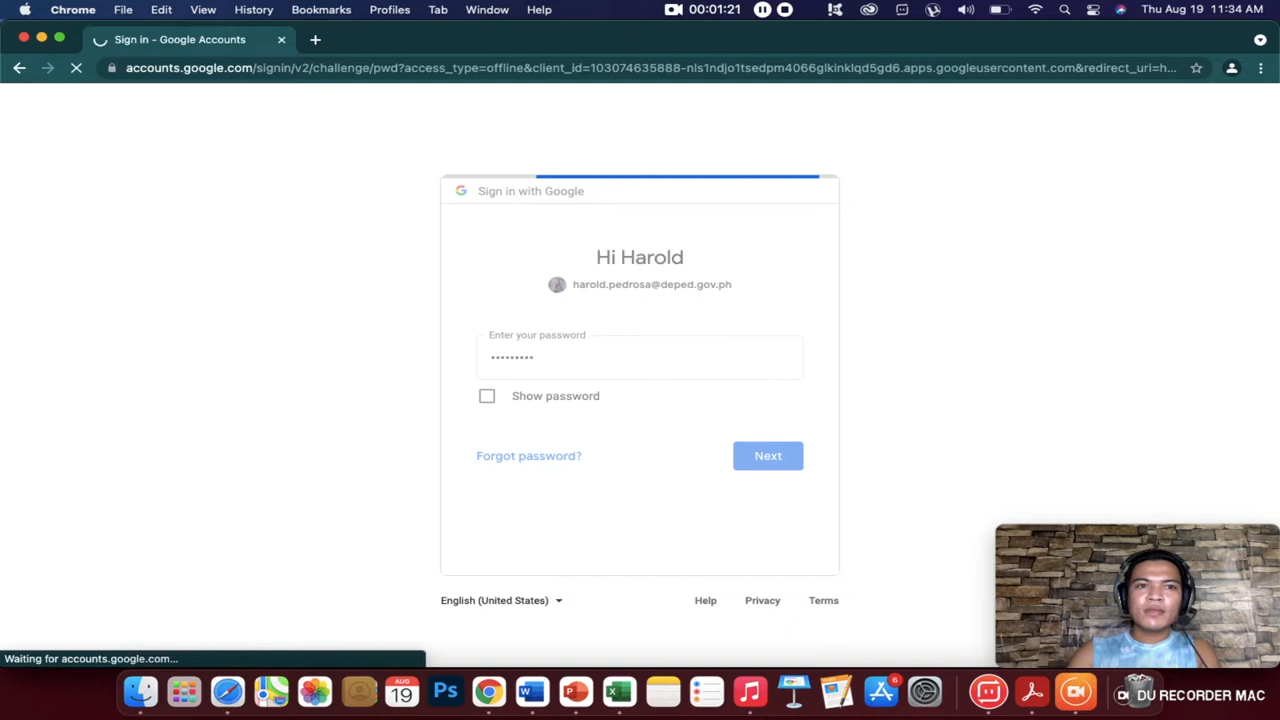 Chrome File Edit View History Bookmarks Profiles Tab Window Help 00:01:21 Thu Aug 19 11:34 AM
Sign in - Google Accounts
accounts.google.com/signin/v2/challenge/pwd?access_type=offline&client_id=103074635888-nls1ndjo1tsedpm4066glkinklqd5gd6.apps.googleusercontent.com&redirect_uri=h...
Sign in with Google
Hi Harold
harold.pedrosa@deped.gov.ph
Enter your password
•••••••••
Show password
Forgot password? Next
English (United States) Help Privacy Terms
Waiting for accounts.google.com...
AUG
19
Ps
W
P
X
6
DU RECORDER MAC